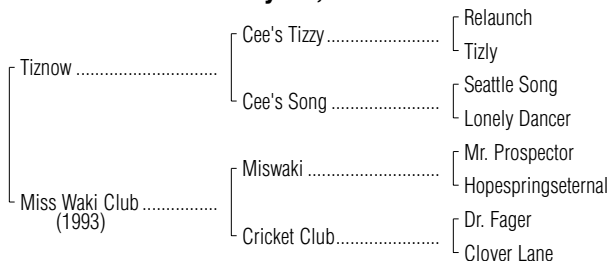 Relaunch
Cee's Tizzy
Tizly
Tiznow
Seattle Song
Cee's Song
Lonely Dancer
Mr. Prospector
Miswaki
Hopespringseternal
Miss Waki Club
(1993)
Dr. Fager
Cricket Club
Clover Lane